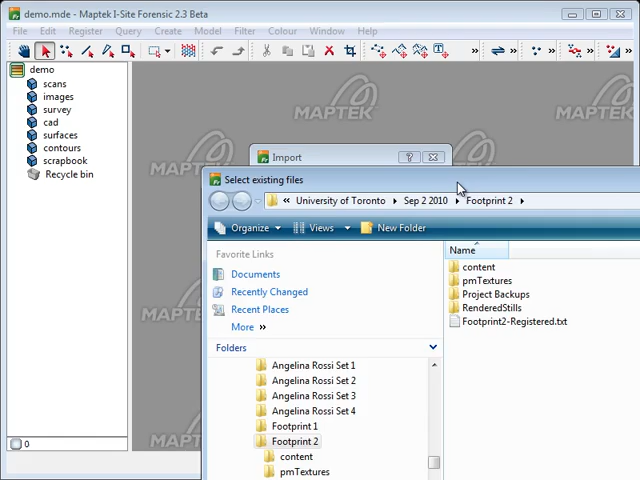 demo.mde - Maptek I-Site Forensic 2.3 Beta
File Edit Register Query Create Model Filter Colour Window Help
demo
scans
images
survey
cad
surfaces
contours
scrapbook
Recycle bin
MAPTEK
MAPTEK
MAPTEK
Import
Select existing files
« University of Toronto Sep 2 2010 Footprint 2
Organize Views New Folder
Favorite Links
Documents
Recently Changed
Recent Places
More »
Folders
Angelina Rossi Set 1
Angelina Rossi Set 2
Angelina Rossi Set 3
Angelina Rossi Set 4
Footprint 1
Footprint 2
content
pmTextures
Name
content
pmTextures
Project Backups
RenderedStills
Footprint2-Registered.txt
0